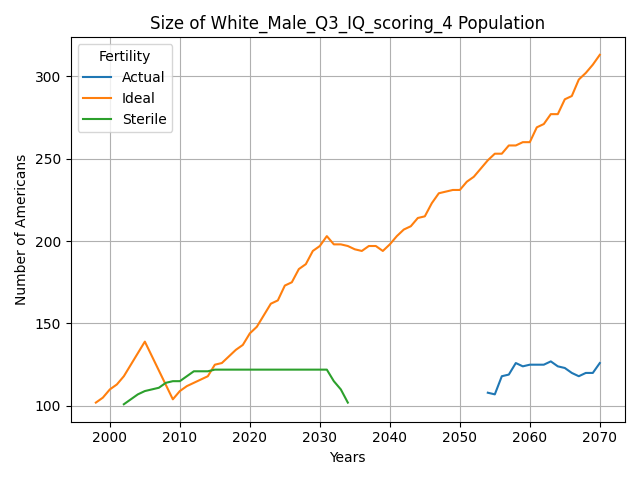 Size of White_Male_Q3_IQ_scoring_4 Population
Fertility
Actual
Ideal
Sterile
Number of Americans
300
250
200
150
100
2000 2010 2020 2030 2040 2050 2060 2070
Years